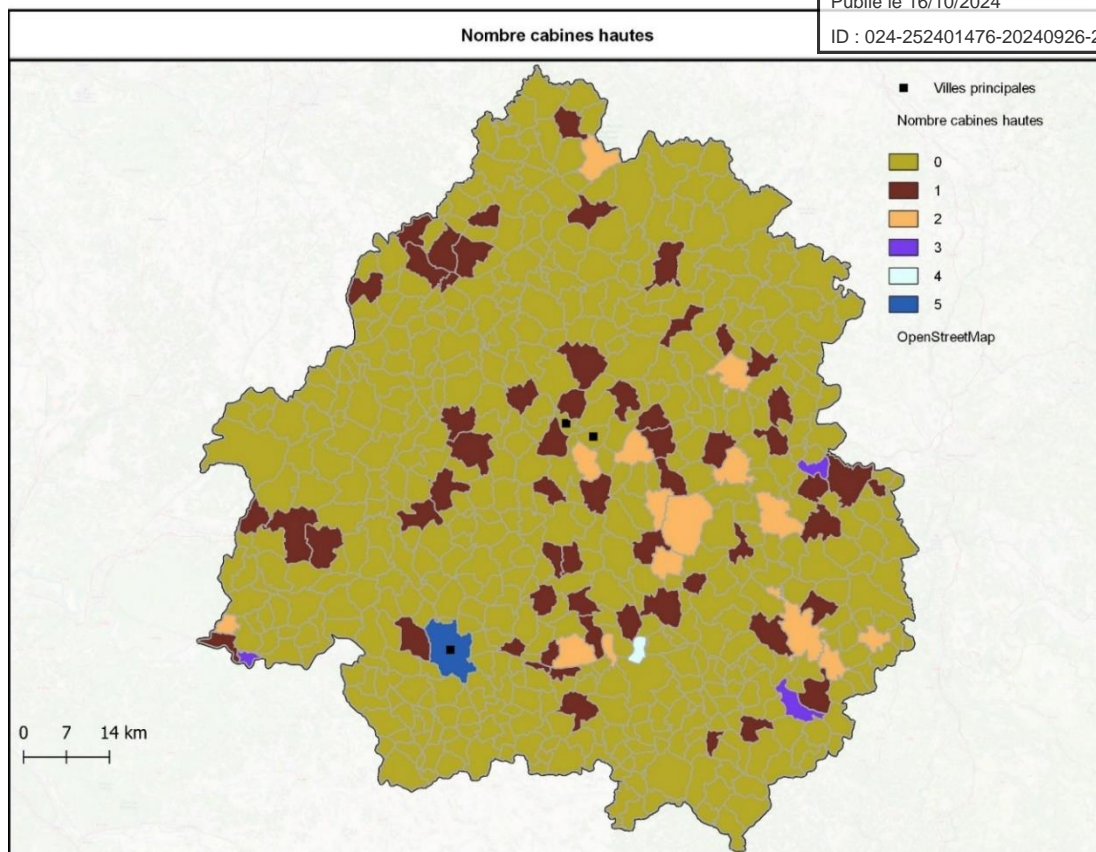 Publié le 16/10/2024
ID : 024-252401476-20240926-2
Nombre cabines hautes
Villes principales
Nombre cabines hautes
0
1
2
3
4
5
OpenStreetMap
0 7 14 km